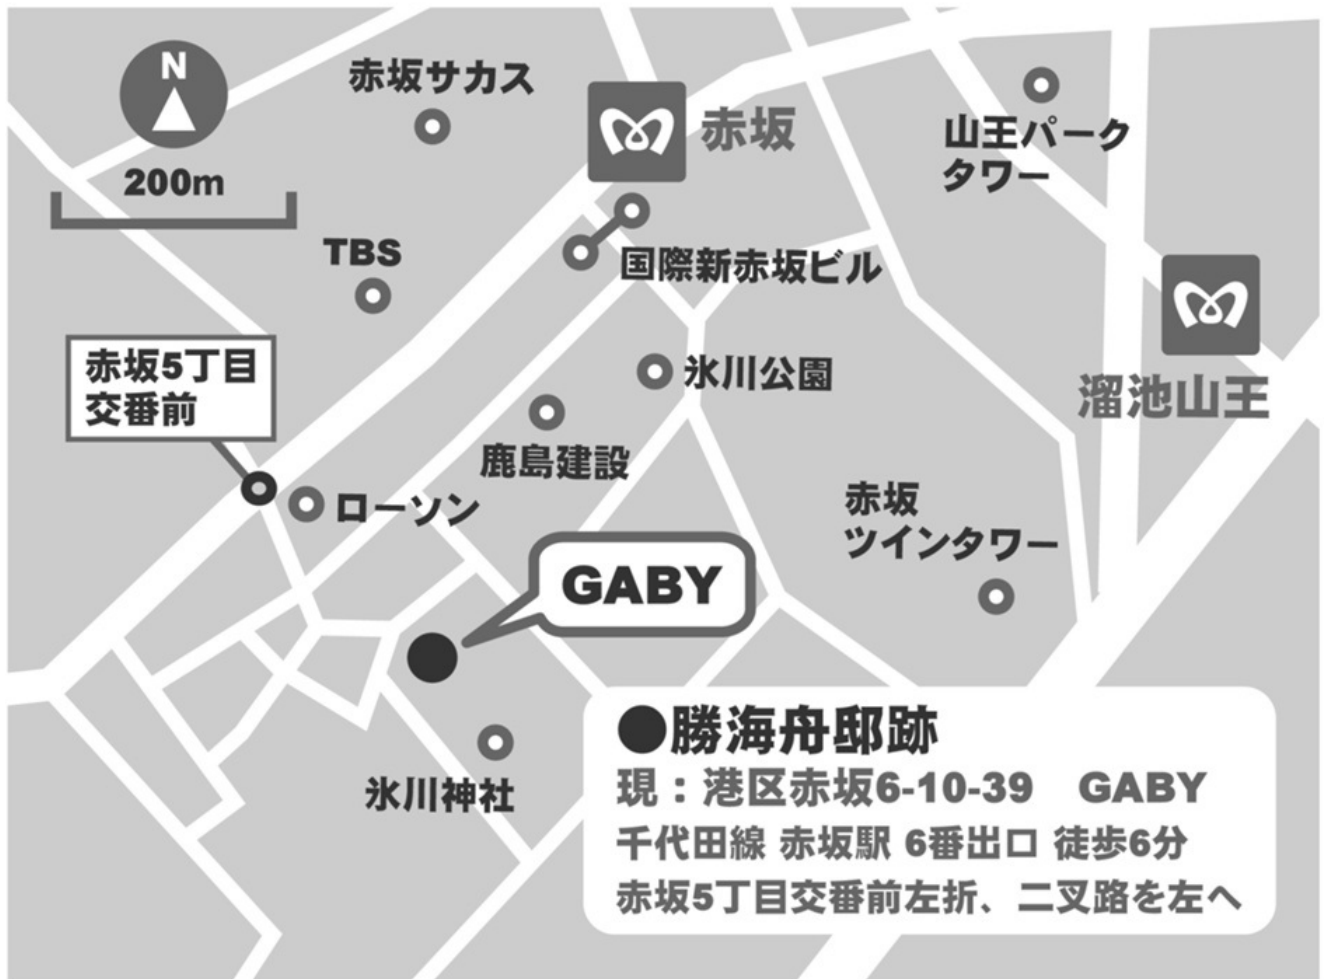 N
200m
赤坂サカス
赤坂
山王パーク
タワー
TBS
国際新赤坂ビル
溜池山王
赤坂5丁目
交番前
氷川公園
鹿島建設
ローソン
赤坂
ツインタワー
GABY
氷川神社
●勝海舟邸跡
現:港区赤坂6-10-39　GABY
千代田線 赤坂駅 6番出口 徒歩6分
赤坂5丁目交番前左折、二叉路を左へ